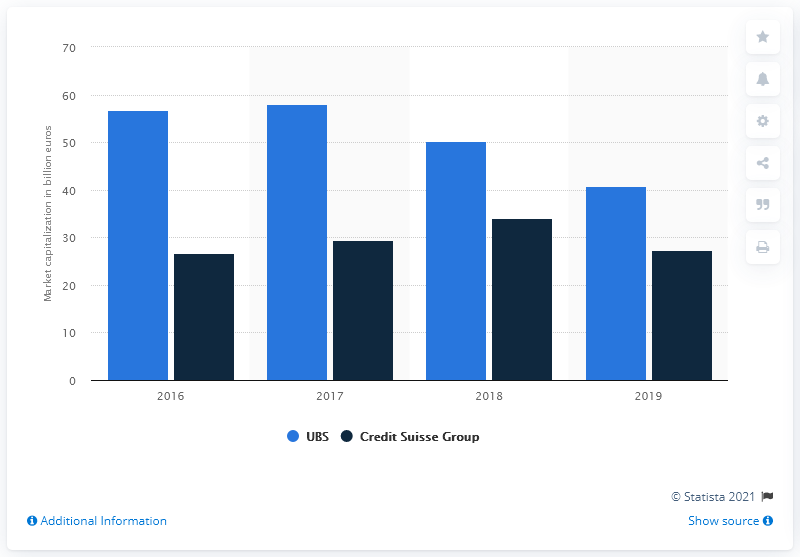 70
60
50
40
30
20
10
0
Market capitalization in billion euros
2016 2017 2018 2019
UBS Credit Suisse Group
© Statista 2021
Additional Information Show source